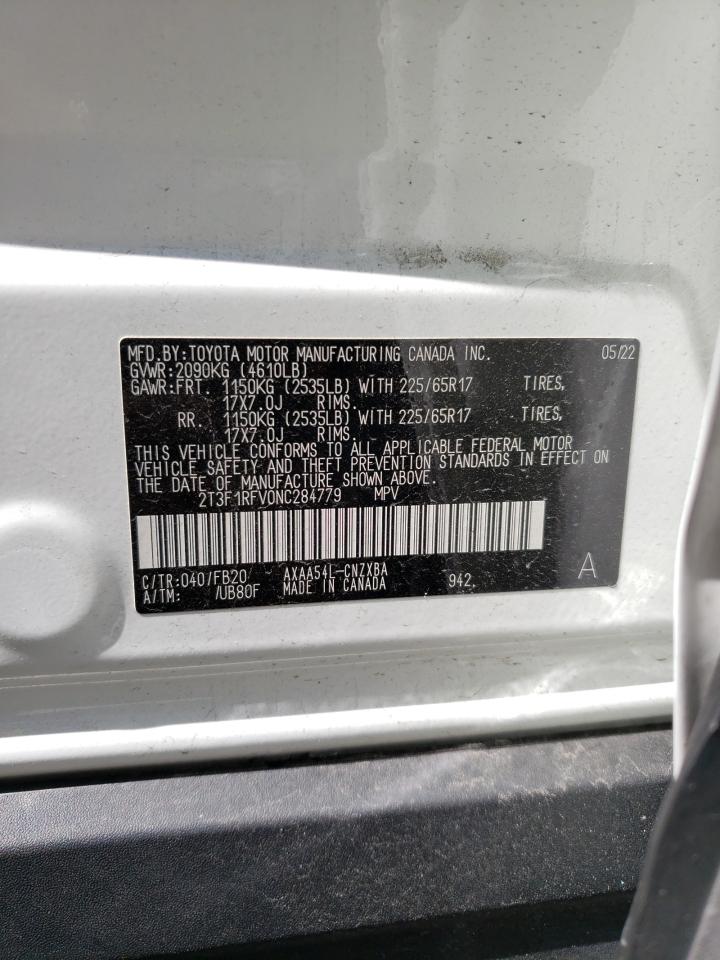 MFD.BY:TOYOTA MOTOR MANUFACTURING CANADA INC. 05/22
GVWR:2090KG (4610LB)
GAWR:FRT. 1150KG (2535LB) WITH 225/65R17 TIRES,
17X7.0J RIMS.
RR. 1150KG (2535LB) WITH 225/65R17 TIRES,
17X7.0J RIMS.
THIS VEHICLE CONFORMS TO ALL APPLICABLE FEDERAL MOTOR
VEHICLE SAFETY AND THEFT PREVENTION STANDARDS IN EFFECT ON
THE DATE OF MANUFACTURE SHOWN ABOVE.
2T3F1RFV0NC284779 MPV
C/TR:040/FB20 AXAA54L-CNZXBA
A/TM: /UB80F MADE IN CANADA 942. A